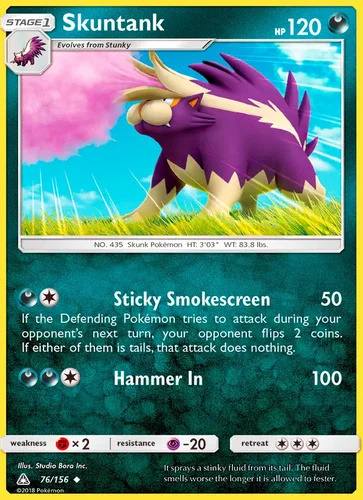 STAGE 1 Skuntank HP 120
Evolves from Stunky
NO. 435 Skunk Pokémon HT: 3'03" WT: 83.8 lbs.
Sticky Smokescreen 50
If the Defending Pokémon tries to attack during your
opponent's next turn, your opponent flips 2 coins.
If either of them is tails, that attack does nothing.
Hammer In 100
weakness ×2 resistance -20 retreat
Illus. Studio Bora Inc.
76/156
©2018 Pokémon
It sprays a stinky fluid from its tail. The fluid
smells worse the longer it is allowed to fester.